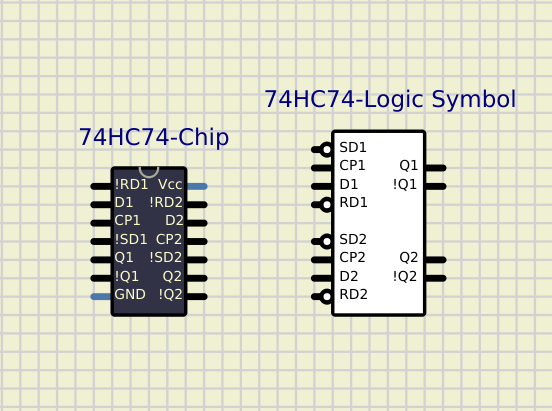 74HC74-Logic Symbol
74HC74-Chip
!RD1 Vcc
D1 !RD2
CP1 D2
!SD1 CP2
Q1 !SD2
!Q1 Q2
GND !Q2
SD1
CP1 Q1
D1 !Q1
RD1
SD2
CP2 Q2
D2 !Q2
RD2